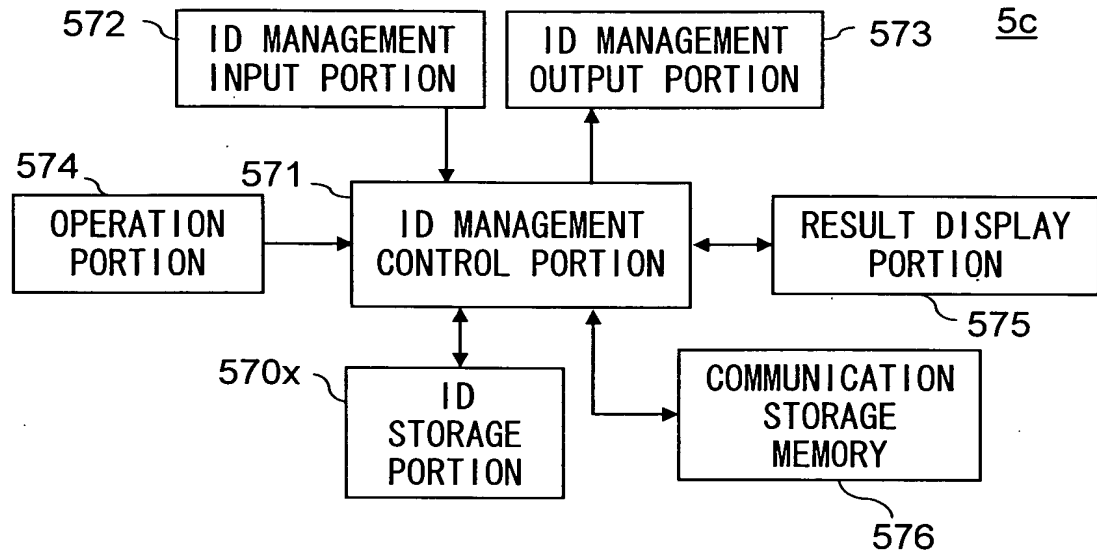 572
ID MANAGEMENT
INPUT PORTION
ID MANAGEMENT
OUTPUT PORTION
573
5c
574
OPERATION
PORTION
571
ID MANAGEMENT
CONTROL PORTION
RESULT DISPLAY
PORTION
575
570x
ID
STORAGE
PORTION
COMMUNICATION
STORAGE
MEMORY
576